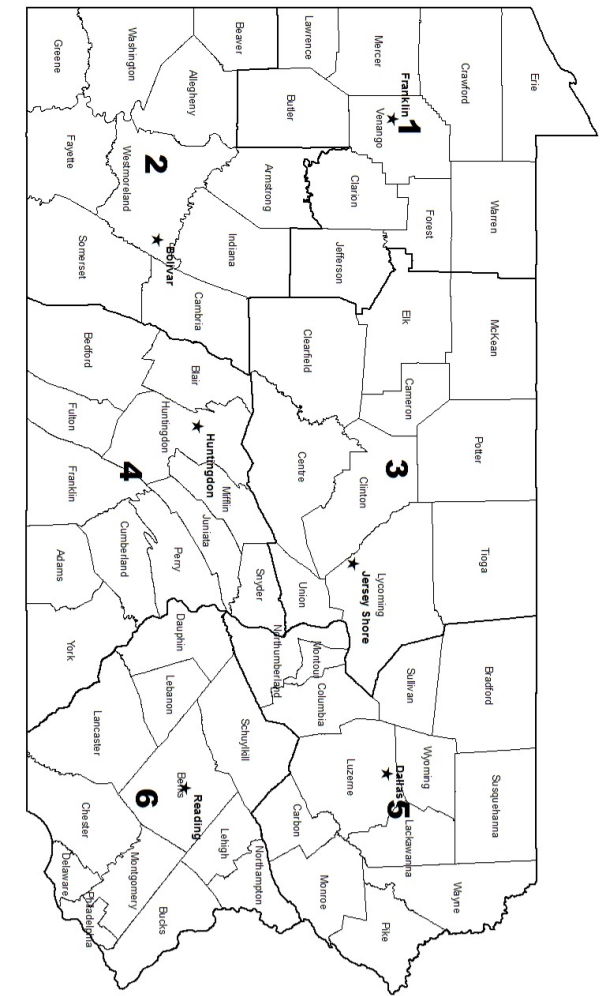 Erie
Crawford
Mercer
Lawrence
Beaver
Washington
Greene
Franklin
1
Venango
Butler
Allegheny
Fayette
Warren
Forest
Clarion
Armstrong
2
Westmoreland
Bolivar
Jefferson
Indiana
Somerset
McKean
Elk
Cameron
Clearfield
Cambria
Blair
Bedford
Potter
3
Clinton
Centre
Huntingdon
Huntingdon
4
Fulton
Franklin
Tioga
Lycoming
Jersey Shore
Union
Mifflin
Juniata
Snyder
Perry
Cumberland
Adams
Bradford
Sullivan
Montour
Columbia
Northumberland
Dauphin
York
Susquehanna
Wyoming
Dallas
5
Lackawanna
Luzerne
Schuylkill
Lebanon
Lancaster
Wayne
Pike
Monroe
Carbon
Northampton
Lehigh
Reading
Berks
6
Chester
Montgomery
Bucks
Delaware
Philadelphia